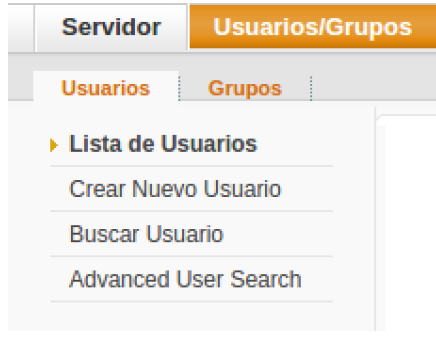 Servidor Usuarios/Grupos
Usuarios Grupos
Lista de Usuarios
Crear Nuevo Usuario
Buscar Usuario
Advanced User Search